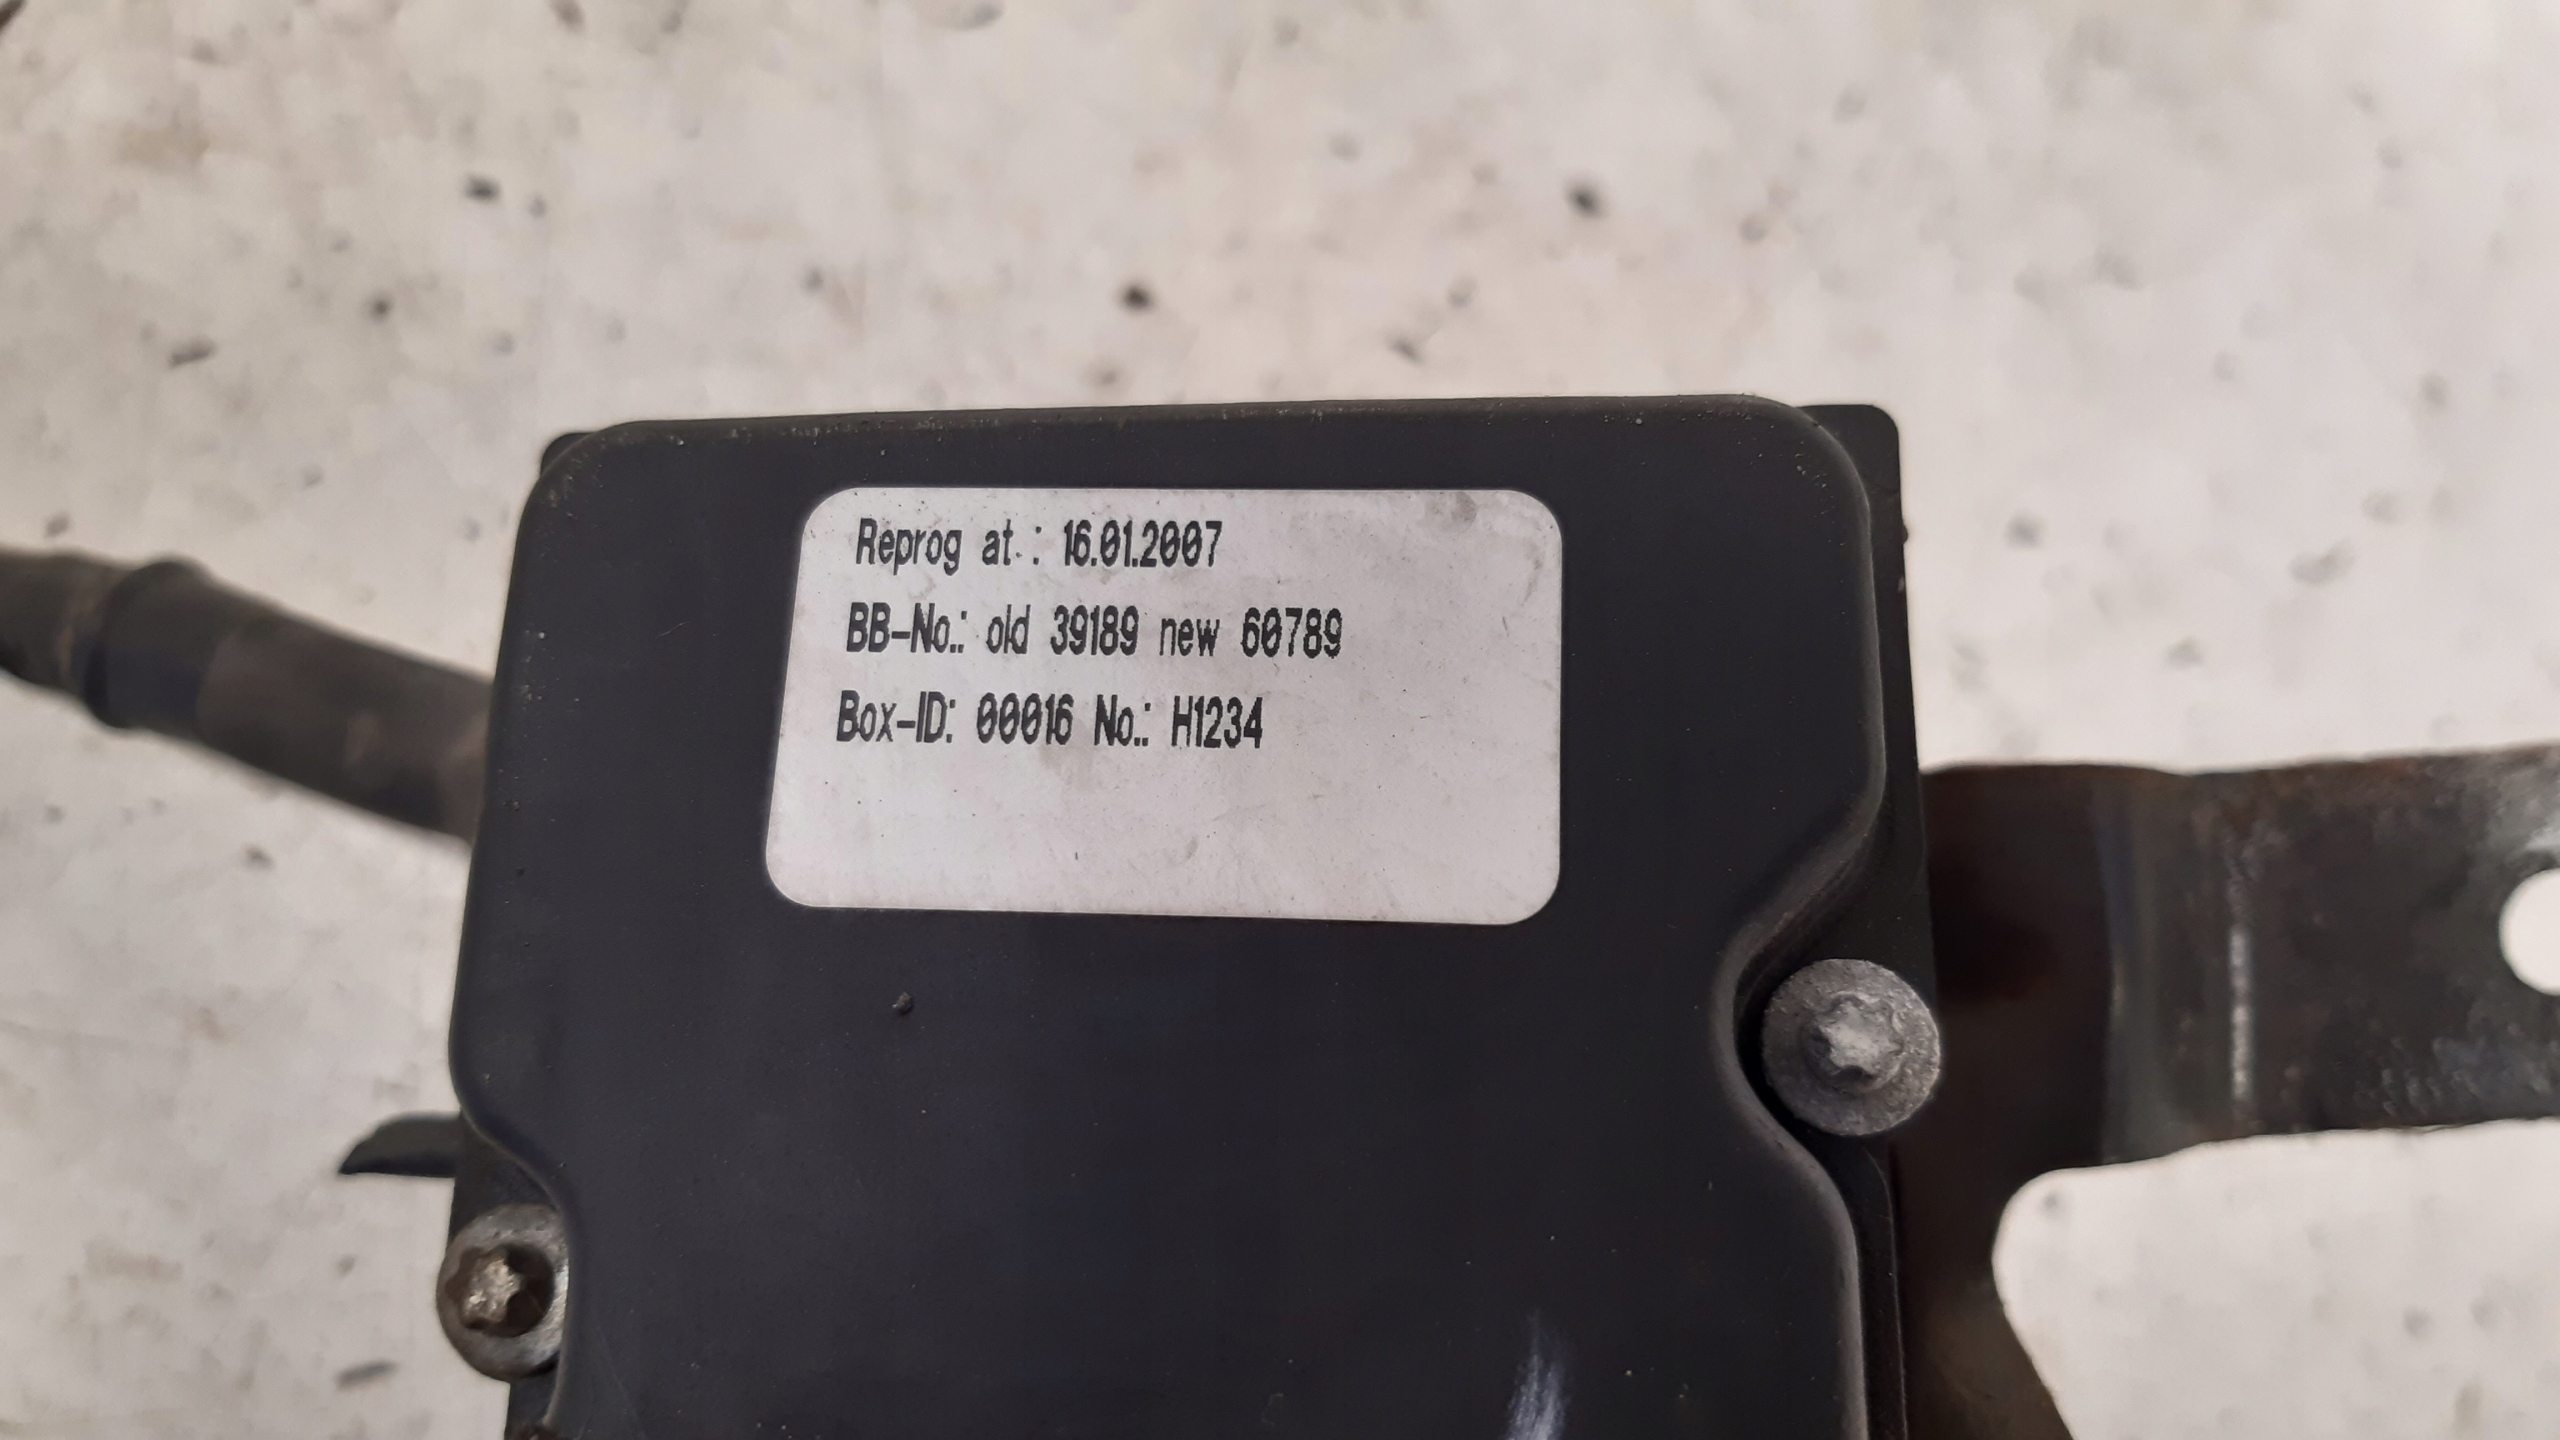 Reprog at.: 16.01.2007
BB-No.: old 39189 new 60789
Box-ID: 00016 No.: H1234